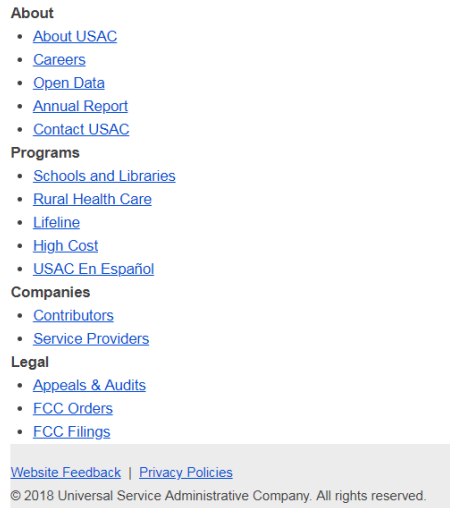 About
• About USAC
• Careers
• Open Data
• Annual Report
• Contact USAC
Programs
• Schools and Libraries
• Rural Health Care
• Lifeline
• High Cost
• USAC En Español
Companies
• Contributors
• Service Providers
Legal
• Appeals & Audits
• FCC Orders
• FCC Filings
Website Feedback | Privacy Policies
© 2018 Universal Service Administrative Company. All rights reserved.